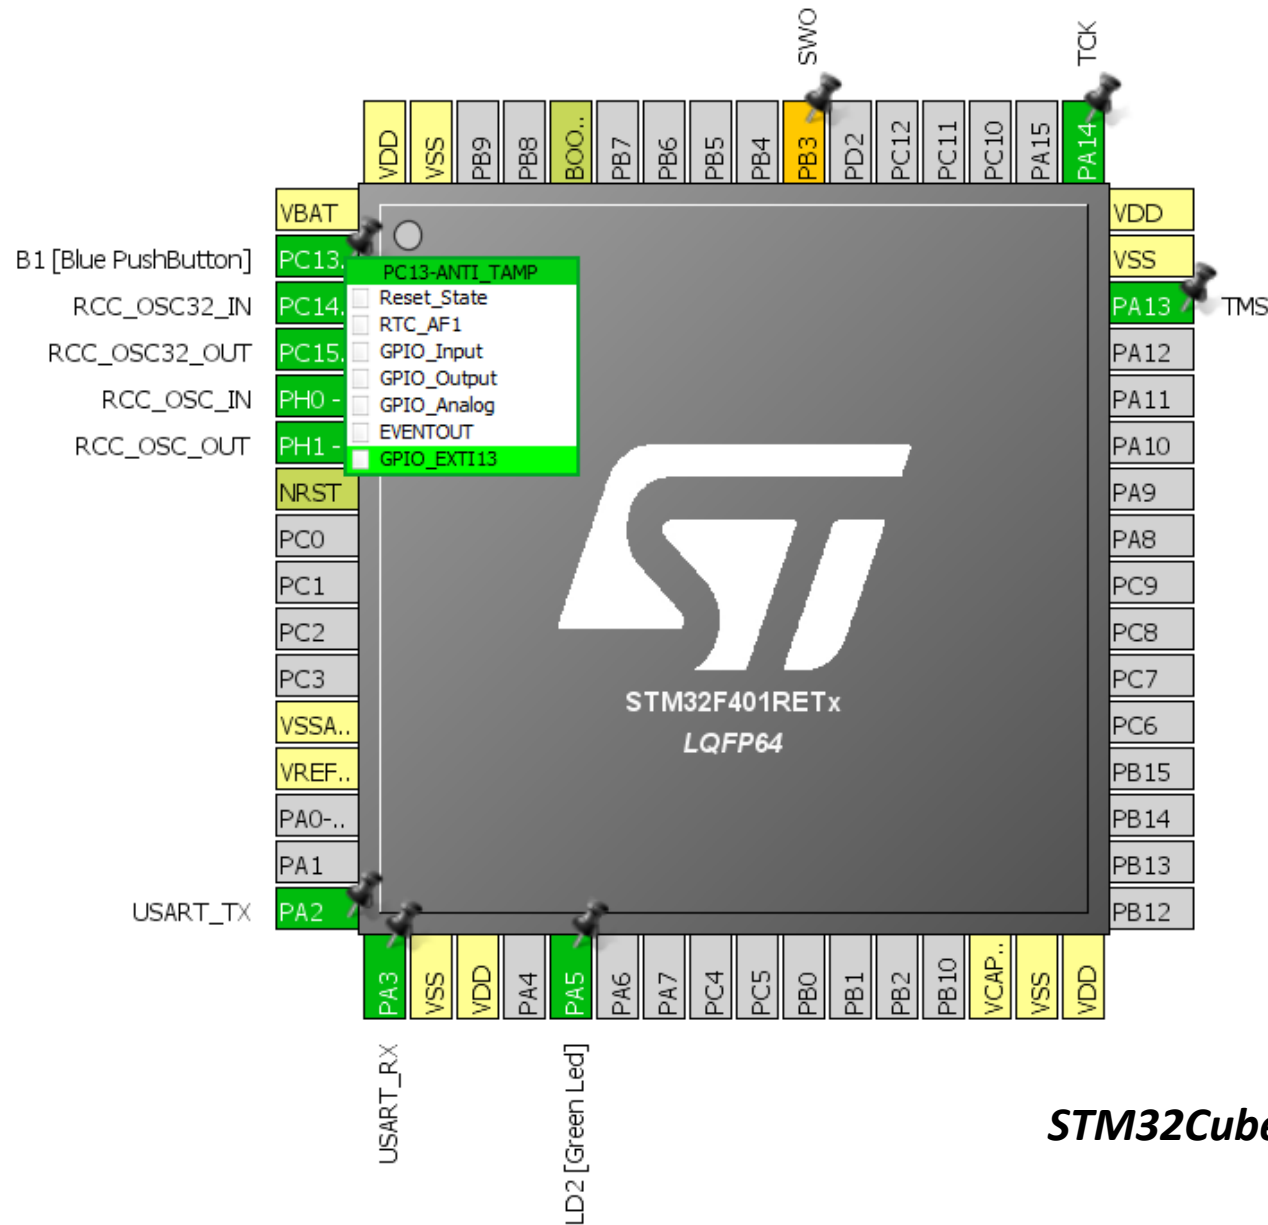 SWO
TCK
VDD
VSS
PB9
PB8
BOO..
PB7
PB6
PB5
PB4
PB3
PD2
PC12
PC11
PC10
PA15
PA14
VBAT
B1 [Blue PushButton]
PC13.
RCC_OSC32_IN
PC14.
RCC_OSC32_OUT
PC15.
RCC_OSC_IN
PH0 -
RCC_OSC_OUT
PH1 -
NRST
PC0
PC1
PC2
PC3
VSSA..
VREF..
PA0-..
PA1
USART_TX
PA2
PC13-ANTI_TAMP
Reset_State
RTC_AF1
GPIO_Input
GPIO_Output
GPIO_Analog
EVENTOUT
GPIO_EXTI13
ST
STM32F401RETx
LQFP64
VDD
VSS
PA13
TMS
PA12
PA11
PA10
PA9
PA8
PC9
PC8
PC7
PC6
PB15
PB14
PB13
PB12
PA3
VSS
VDD
PA4
PA5
PA6
PA7
PC4
PC5
PB0
PB1
PB2
PB10
VCAP..
VSS
VDD
USART_RX
LD2 [Green Led]
STM32Cube